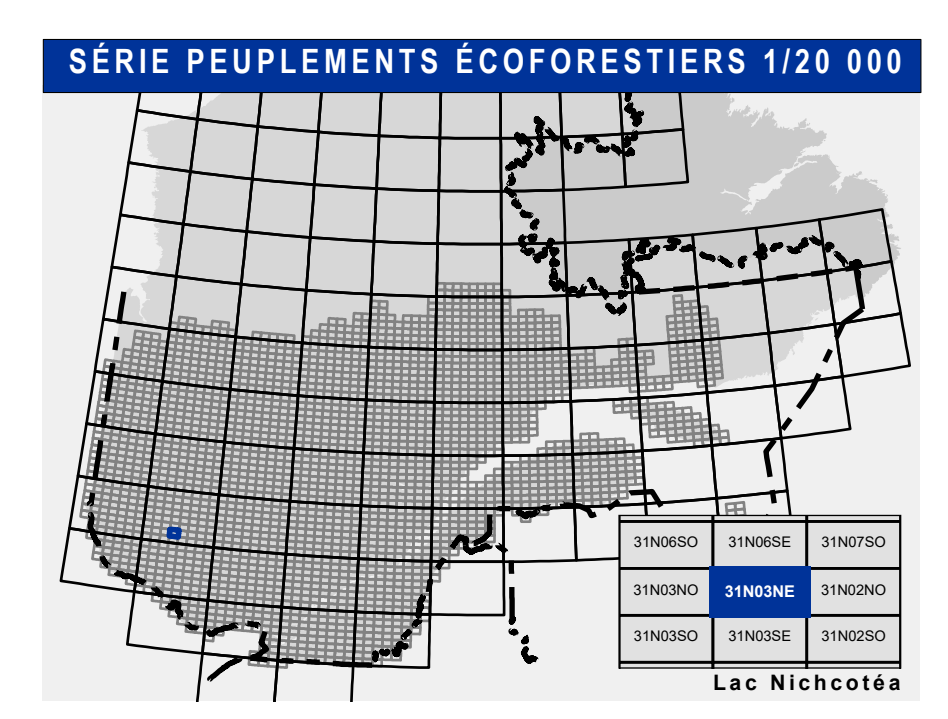 SÉRIE PEUPLEMENTS ÉCOFORESTIERS 1/20 000
31N06SO 31N06SE 31N07SO
31N03NO 31N03NE 31N02NO
31N03SO 31N03SE 31N02SO
Lac Nichcotéa